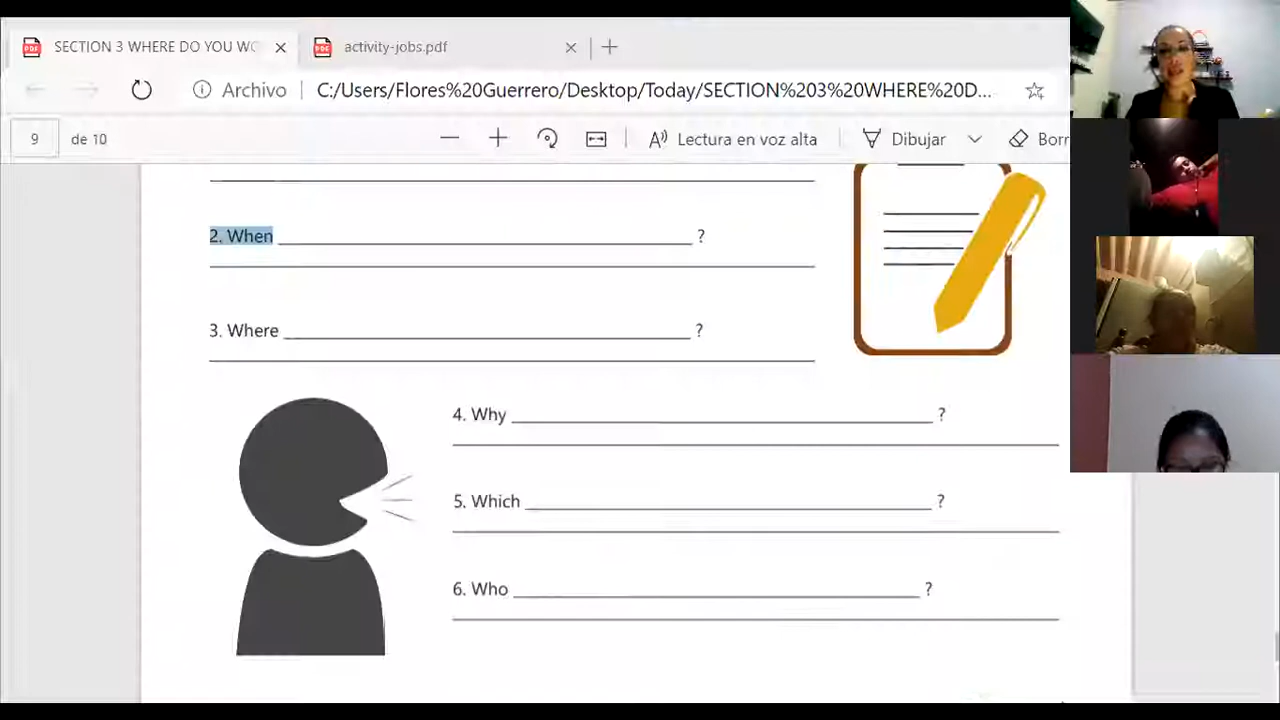 SECTION 3 WHERE DO YOU WO
activity-jobs.pdf
Archivo C:/Users/Flores%20Guerrero/Desktop/Today/SECTION%203%20WHERE%20D...
9 de 10 Lectura en voz alta Dibujar Borr
2. When ?
3. Where ?
4. Why ?
5. Which ?
6. Who ?